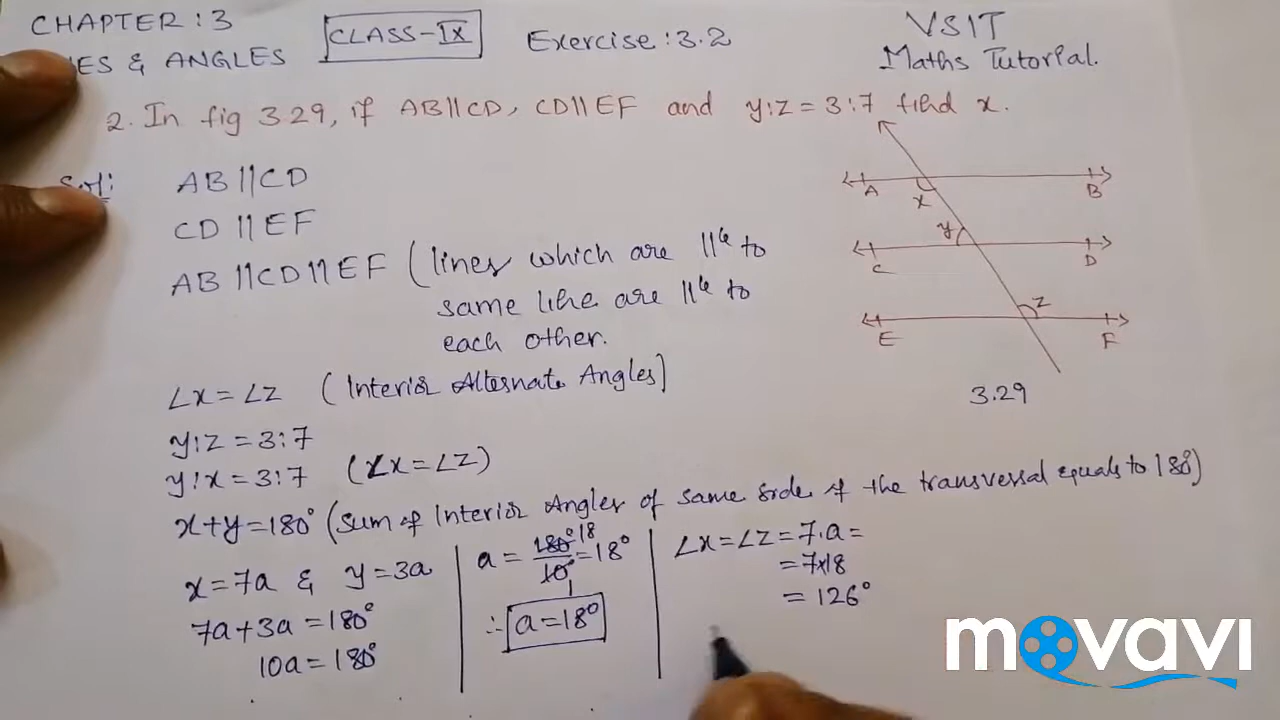 CHAPTER : 3
CLASS-IX
Exercise : 3.2
VSIT
ES & ANGLES
Maths Tutorial.
2. In fig 3.29, if AB||CD, CD||EF and y:z = 3:7 find x.
Sol:
AB||CD
CD||EF
AB||CD||EF (lines which are ||le to
same line are ||le to
each other.
∠x = ∠z (Interior Alternate Angles)
y:z = 3:7
y:x = 3:7 (∠x = ∠z)
x+y = 180° (Sum of Interior Angles of same side of the transversal equals to 180°)
x = 7a & y = 3a
7a + 3a = 180°
10a = 180°
a = 180°/10 = 18°
18
1
∴ a = 18°
∠x = ∠z = 7.a =
= 7×18
= 126°
A
B
x
y
C
D
z
E
F
3.29
movavi